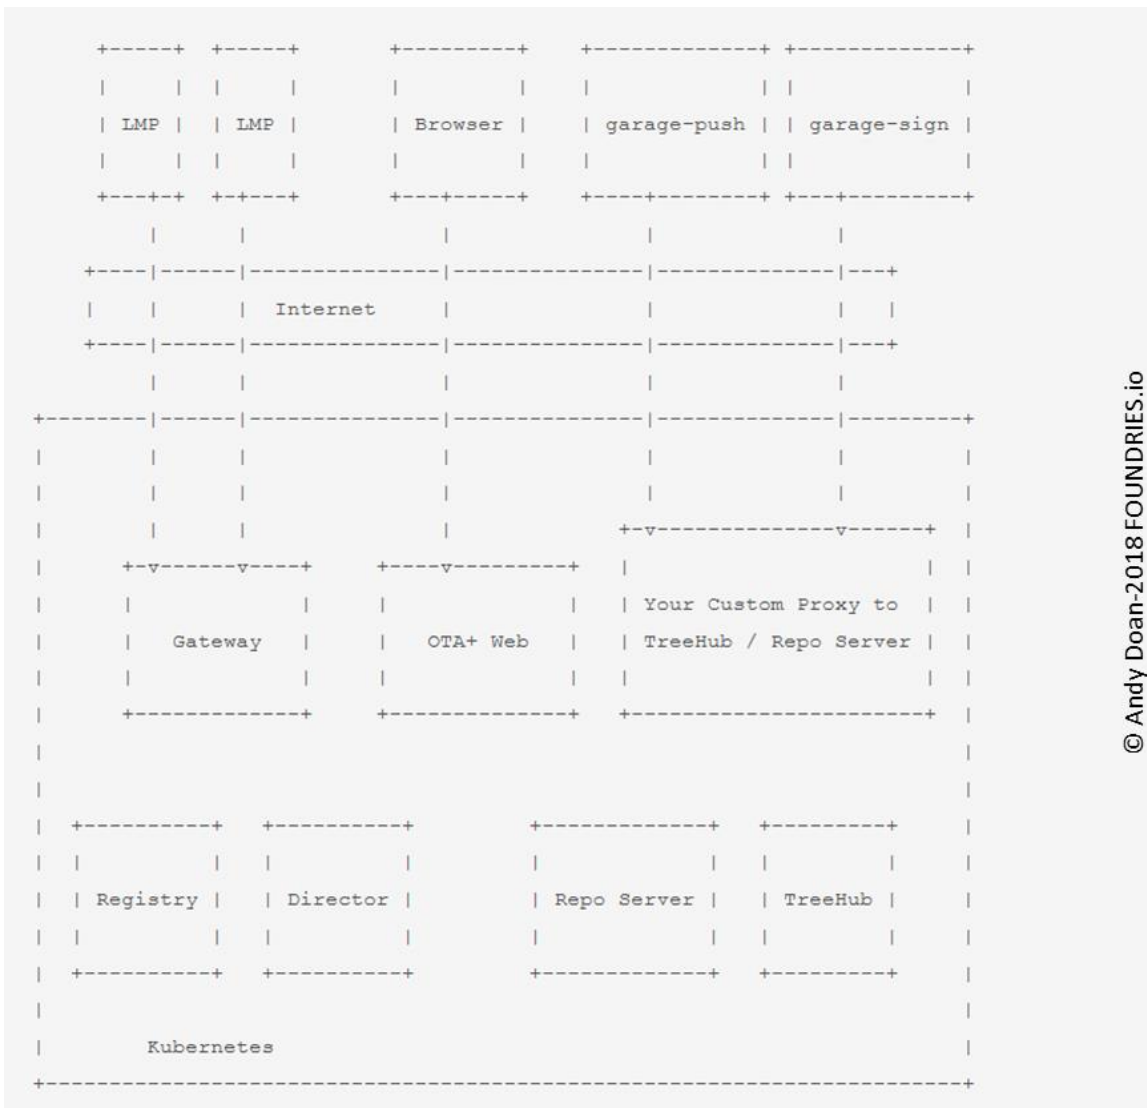 LMP LMP Browser garage-push garage-sign
Internet
Your Custom Proxy to
Gateway OTA+ Web TreeHub / Repo Server
Registry Director Repo Server TreeHub
Kubernetes
© Andy Doan-2018 FOUNDRIES.io